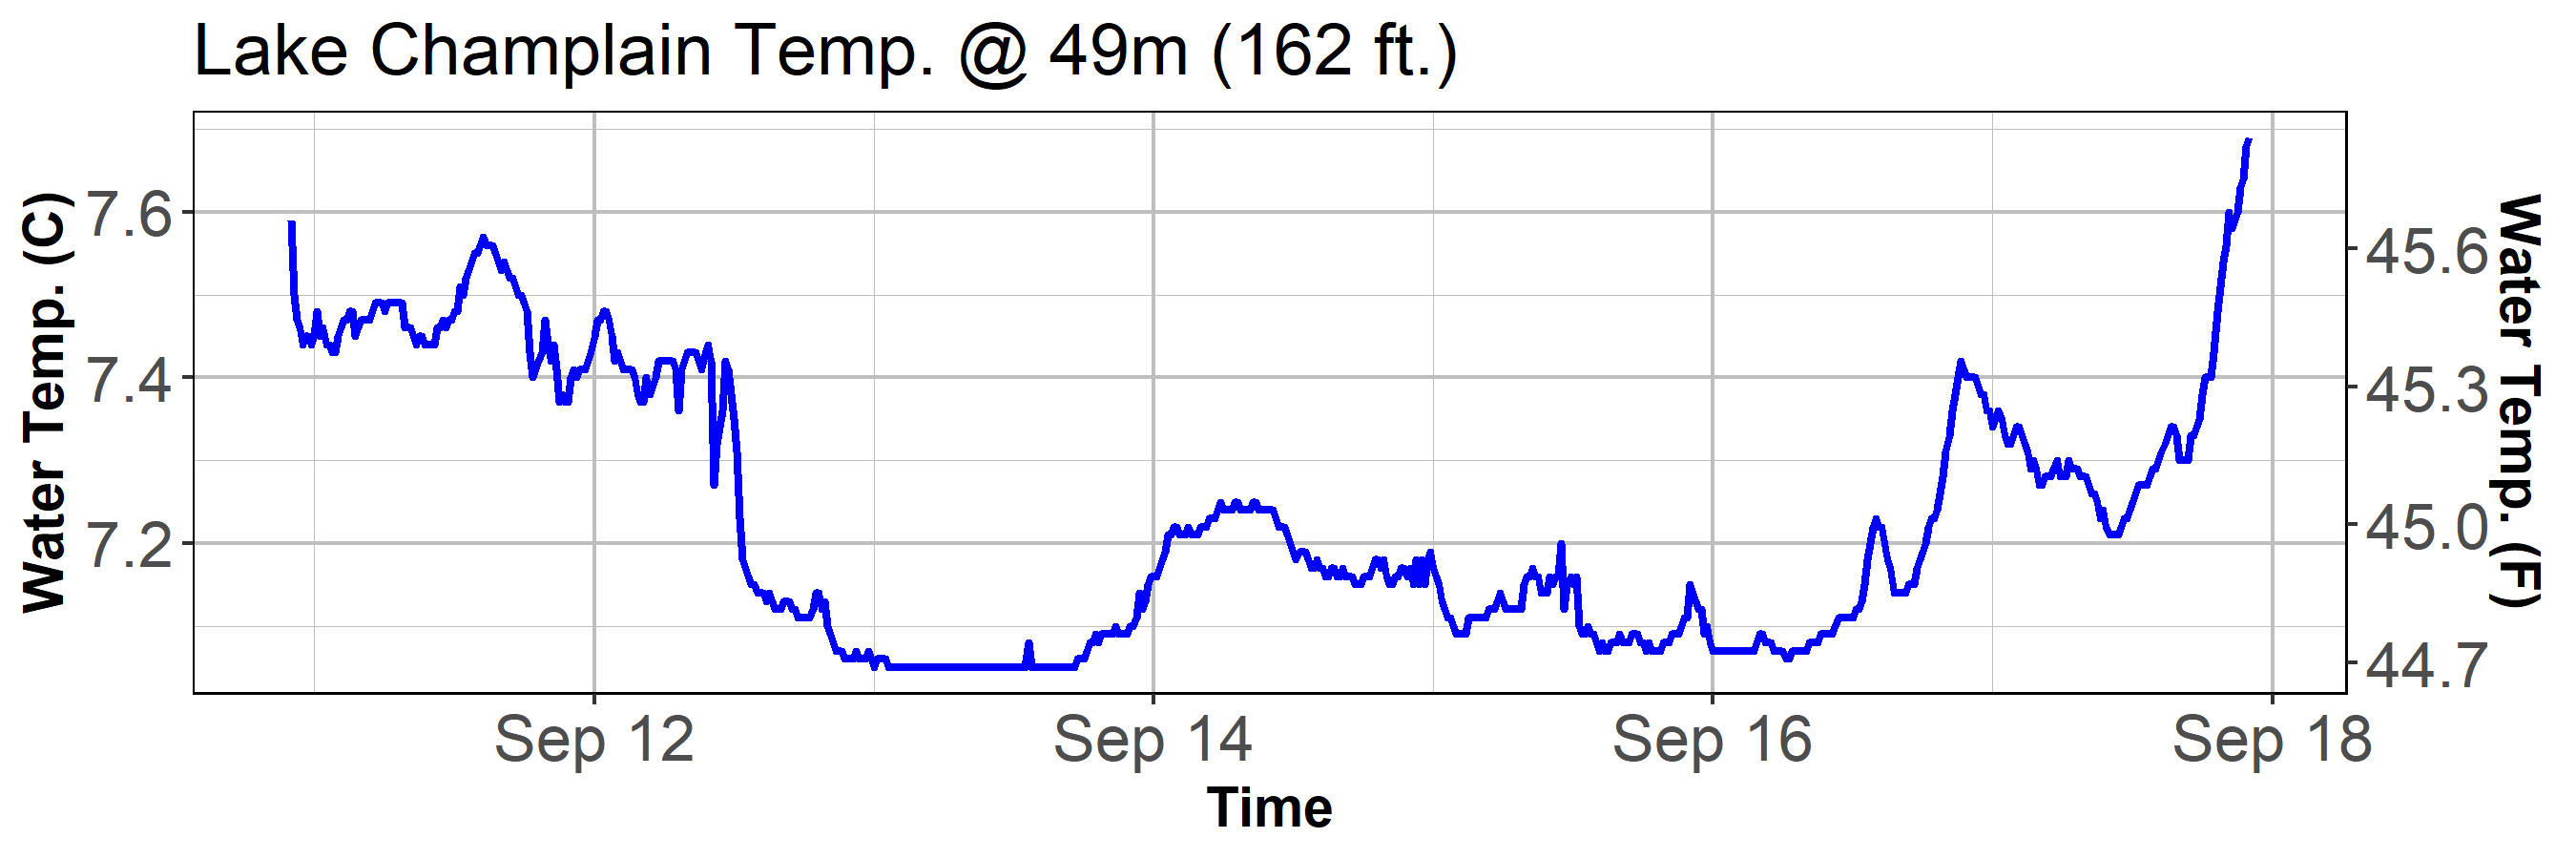 Lake Champlain Temp. @ 49m (162 ft.)
Water Temp. (C)
7.6
7.4
7.2
45.6
45.3
45.0
44.7
Water Temp. (F)
Sep 12
Sep 14
Sep 16
Sep 18
Time